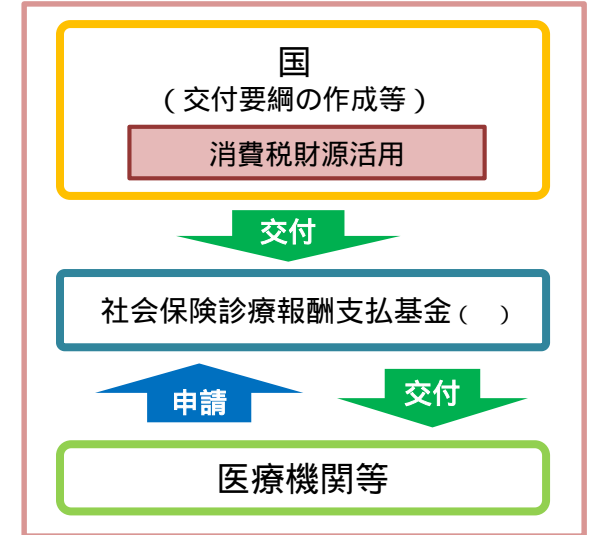 国
(交付要綱の作成等)
消費税財源活用
交付
社会保険診療報酬支払基金( )
申請
交付
医療機関等